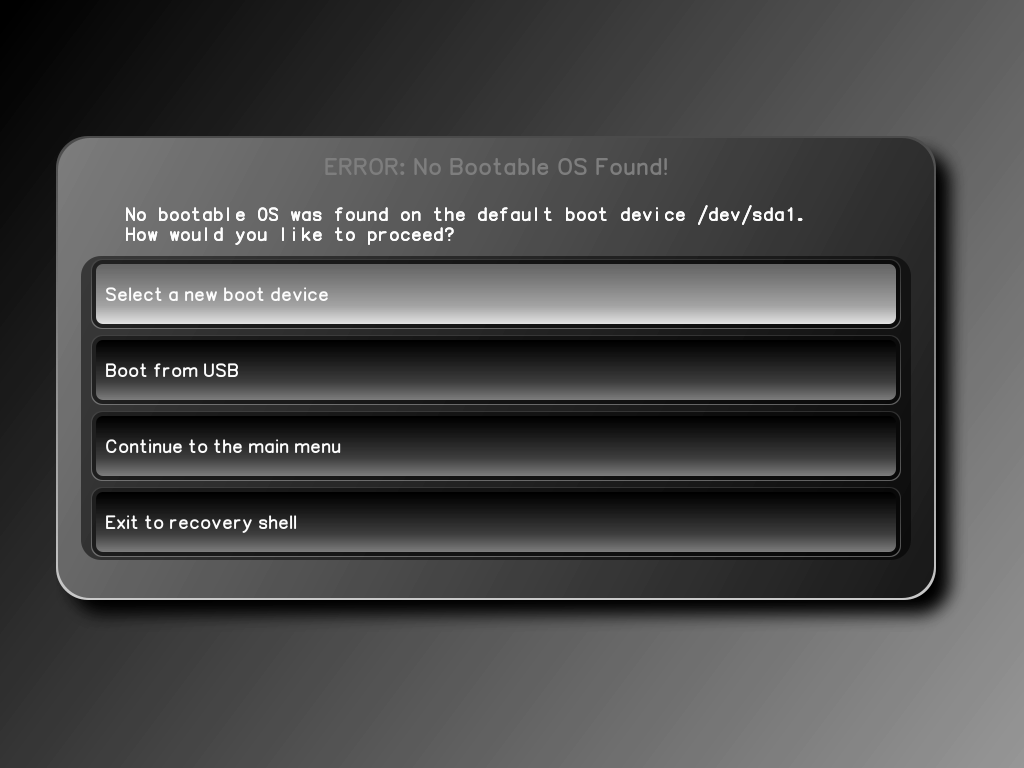 ERROR: No Bootable OS Found!
No bootable OS was found on the default boot device /dev/sda1.
How would you like to proceed?
Select a new boot device
Boot from USB
Continue to the main menu
Exit to recovery shell